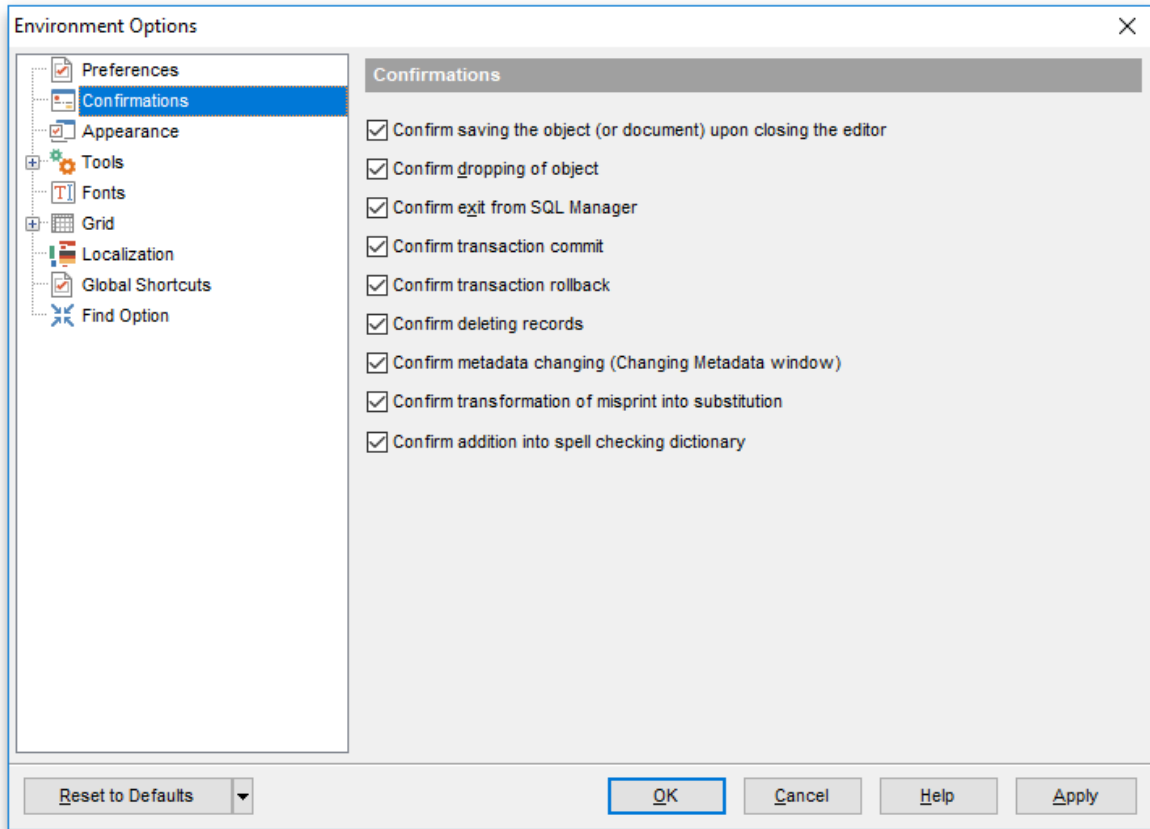 Environment Options
Preferences
Confirmations
Appearance
Tools
Fonts
Grid
Localization
Global Shortcuts
Find Option
Confirmations
Confirm saving the object (or document) upon closing the editor
Confirm dropping of object
Confirm exit from SQL Manager
Confirm transaction commit
Confirm transaction rollback
Confirm deleting records
Confirm metadata changing (Changing Metadata window)
Confirm transformation of misprint into substitution
Confirm addition into spell checking dictionary
Reset to Defaults
OK
Cancel
Help
Apply